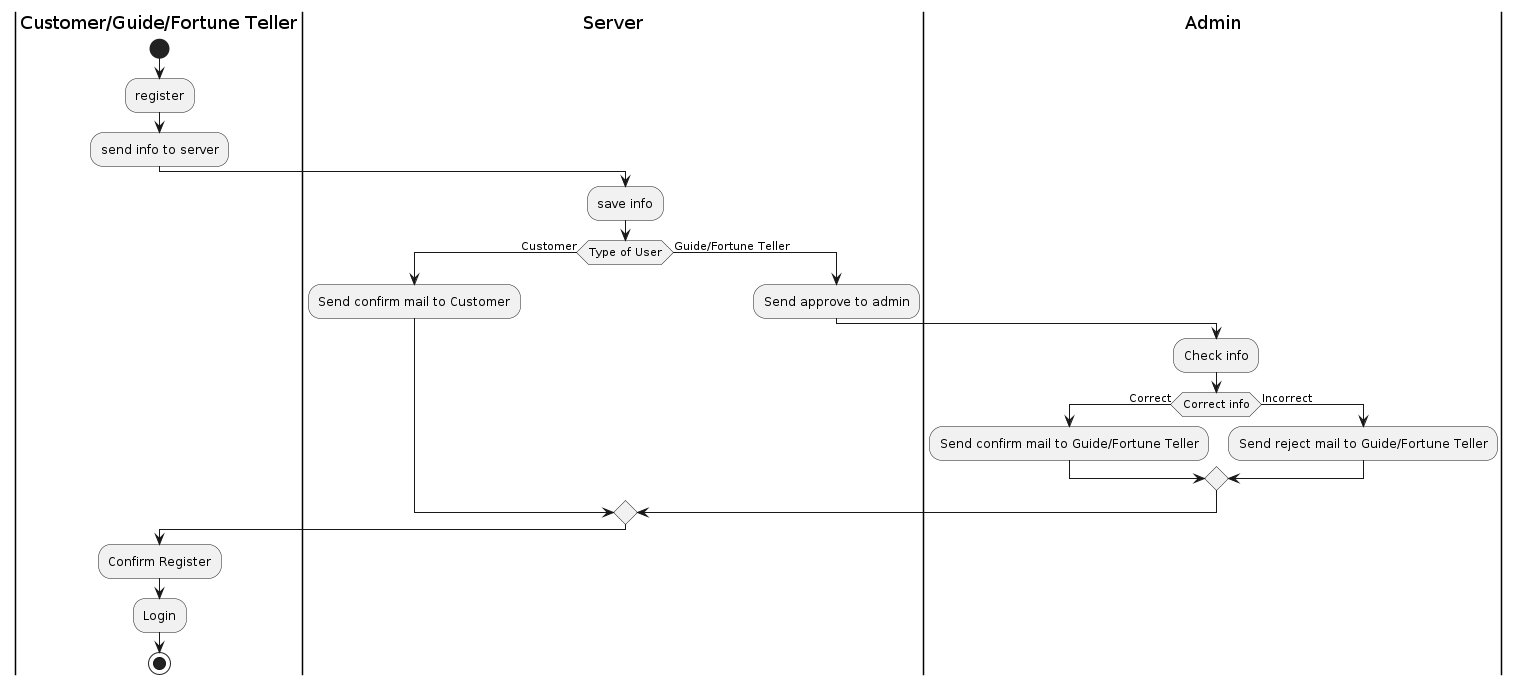 Customer/Guide/Fortune Teller
Server
Admin
register
send info to server
save info
Customer
Type of User
Guide/Fortune Teller
Send confirm mail to Customer
Send approve to admin
Check info
Correct
Correct info
Incorrect
Send confirm mail to Guide/Fortune Teller
Send reject mail to Guide/Fortune Teller
Confirm Register
Login